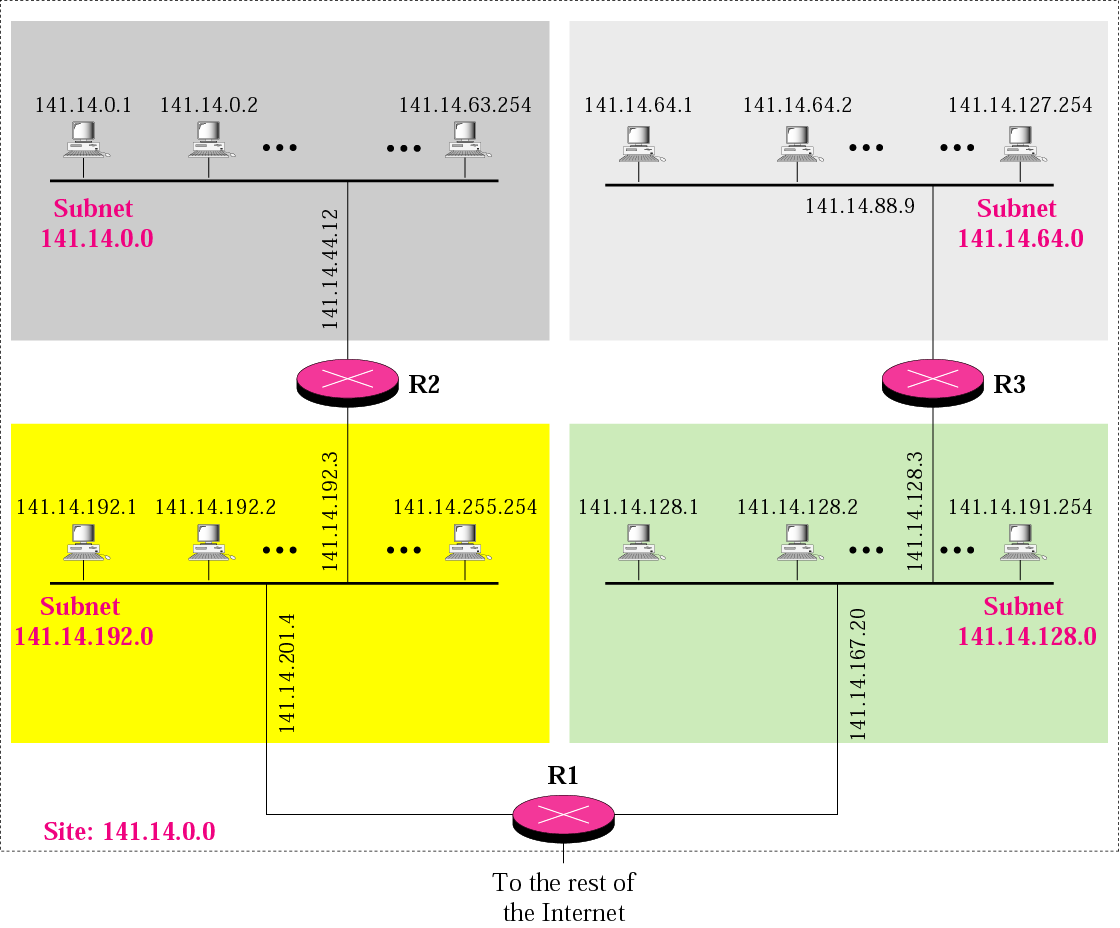 141.14.0.1 141.14.0.2 141.14.63.254
Subnet
141.14.0.0
141.14.44.12
141.14.64.1 141.14.64.2 141.14.127.254
141.14.88.9
Subnet
141.14.64.0
R2
R3
141.14.192.1 141.14.192.2 141.14.255.254
141.14.192.3
Subnet
141.14.192.0
141.14.201.4
141.14.128.1 141.14.128.2 141.14.191.254
141.14.128.3
Subnet
141.14.128.0
141.14.167.20
R1
Site: 141.14.0.0
To the rest of
the Internet